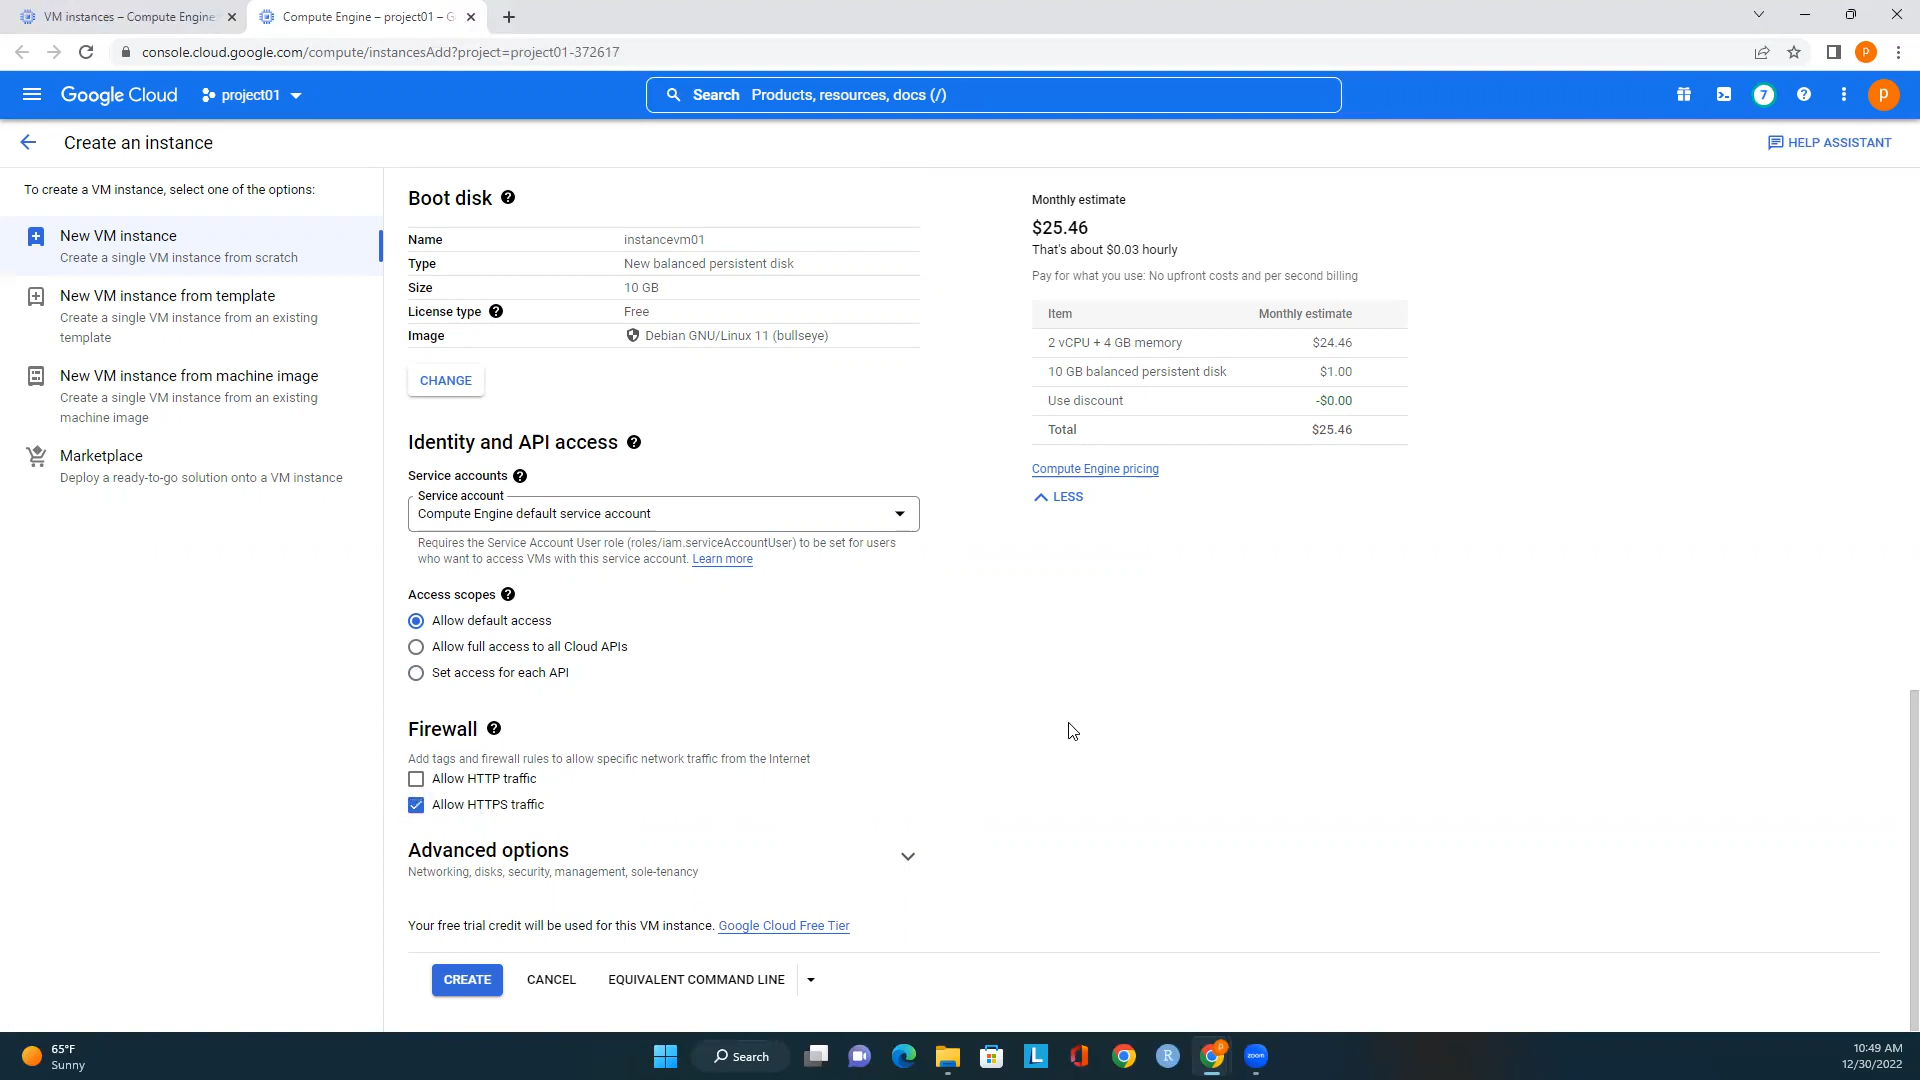 VM instances – Compute Engine
Compute Engine – project01 – G
console.cloud.google.com/compute/instancesAdd?project=project01-372617
P
Google Cloud
project01
Search Products, resources, docs (/)
7
P
Create an instance
HELP ASSISTANT
To create a VM instance, select one of the options:
New VM instance
Create a single VM instance from scratch
New VM instance from template
Create a single VM instance from an existing
template
New VM instance from machine image
Create a single VM instance from an existing
machine image
Marketplace
Deploy a ready-to-go solution onto a VM instance
Boot disk
Name instancevm01
Type New balanced persistent disk
Size 10 GB
License type Free
Image Debian GNU/Linux 11 (bullseye)
CHANGE
Identity and API access
Service accounts
Service account
Compute Engine default service account
Requires the Service Account User role (roles/iam.serviceAccountUser) to be set for users
who want to access VMs with this service account. Learn more
Access scopes
Allow default access
Allow full access to all Cloud APIs
Set access for each API
Firewall
Add tags and firewall rules to allow specific network traffic from the Internet
Allow HTTP traffic
Allow HTTPS traffic
Advanced options
Networking, disks, security, management, sole-tenancy
Your free trial credit will be used for this VM instance. Google Cloud Free Tier
CREATE
CANCEL
EQUIVALENT COMMAND LINE
Monthly estimate
$25.46
That's about $0.03 hourly
Pay for what you use: No upfront costs and per second billing
Item Monthly estimate
2 vCPU + 4 GB memory $24.46
10 GB balanced persistent disk $1.00
Use discount -$0.00
Total $25.46
Compute Engine pricing
LESS
65°F
Sunny
Search
L
R
zoom
10:49 AM
12/30/2022